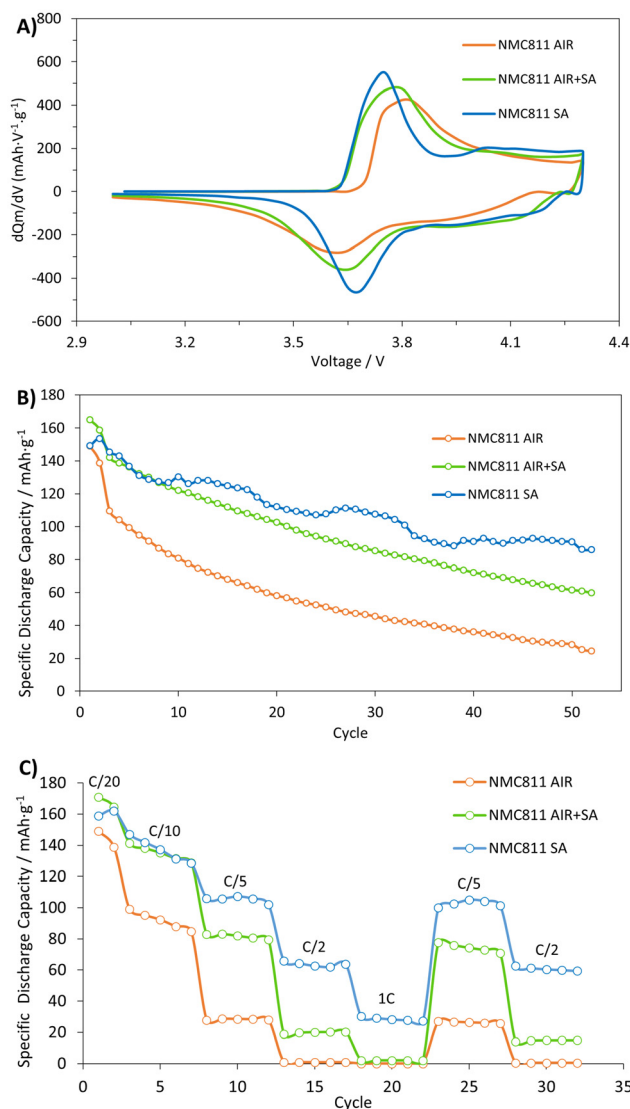 A)
800
600
400
200
0
-200
-400
-600
dQm/dV (mAh·V⁻¹·g⁻¹)
NMC811 AIR
NMC811 AIR+SA
NMC811 SA
2.9 3.2 3.5 3.8 4.1 4.4
Voltage / V
B)
180
160
140
120
100
80
60
40
20
0
Specific Discharge Capacity / mAh·g⁻¹
NMC811 AIR
NMC811 AIR+SA
NMC811 SA
0 10 20 30 40 50
Cycle
C)
180
160
140
120
100
80
60
40
20
0
Specific Discharge Capacity / mAh·g⁻¹
NMC811 AIR
NMC811 AIR+SA
NMC811 SA
C/20
C/10
C/5
C/2
1C
C/5
C/2
0 5 10 15 20 25 30 35
Cycle